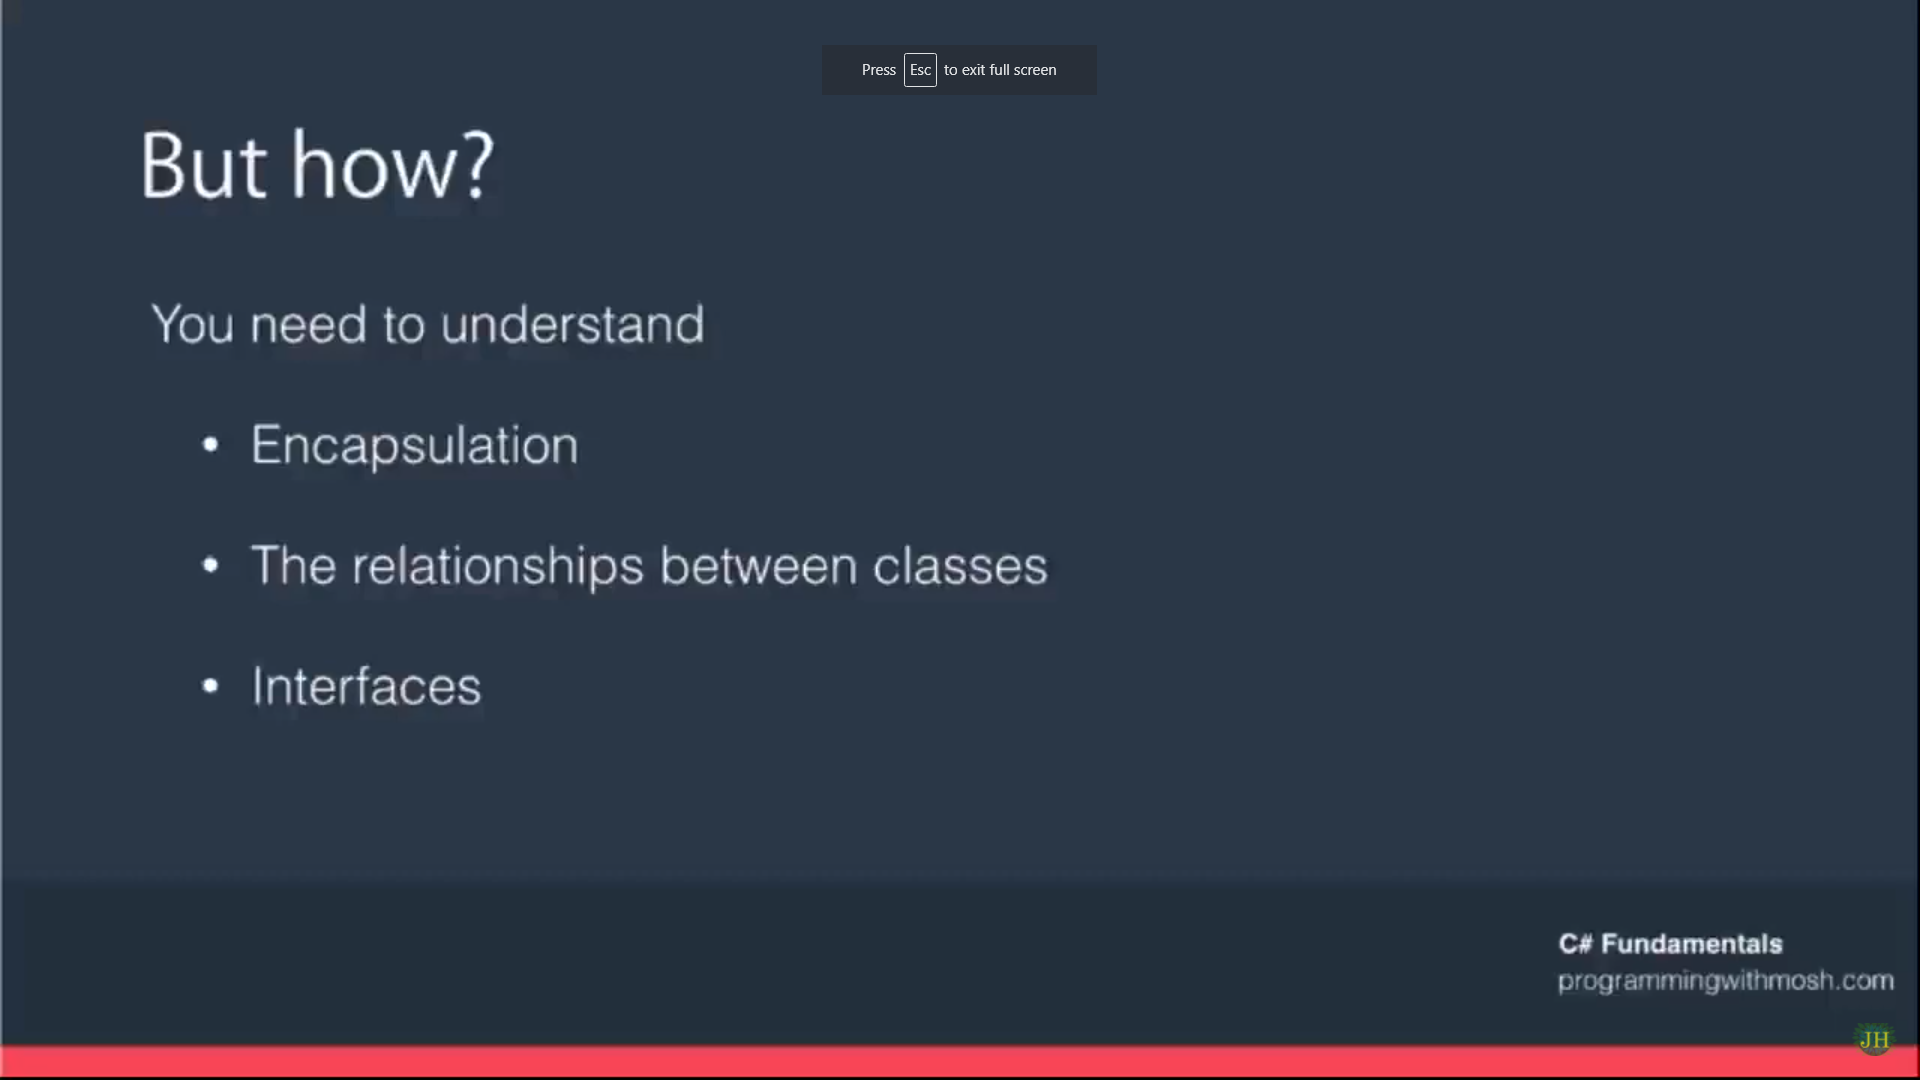 Press Esc to exit full screen
But how?
You need to understand
• Encapsulation
• The relationships between classes
• Interfaces
C# Fundamentals
programmingwithmosh.com
JH